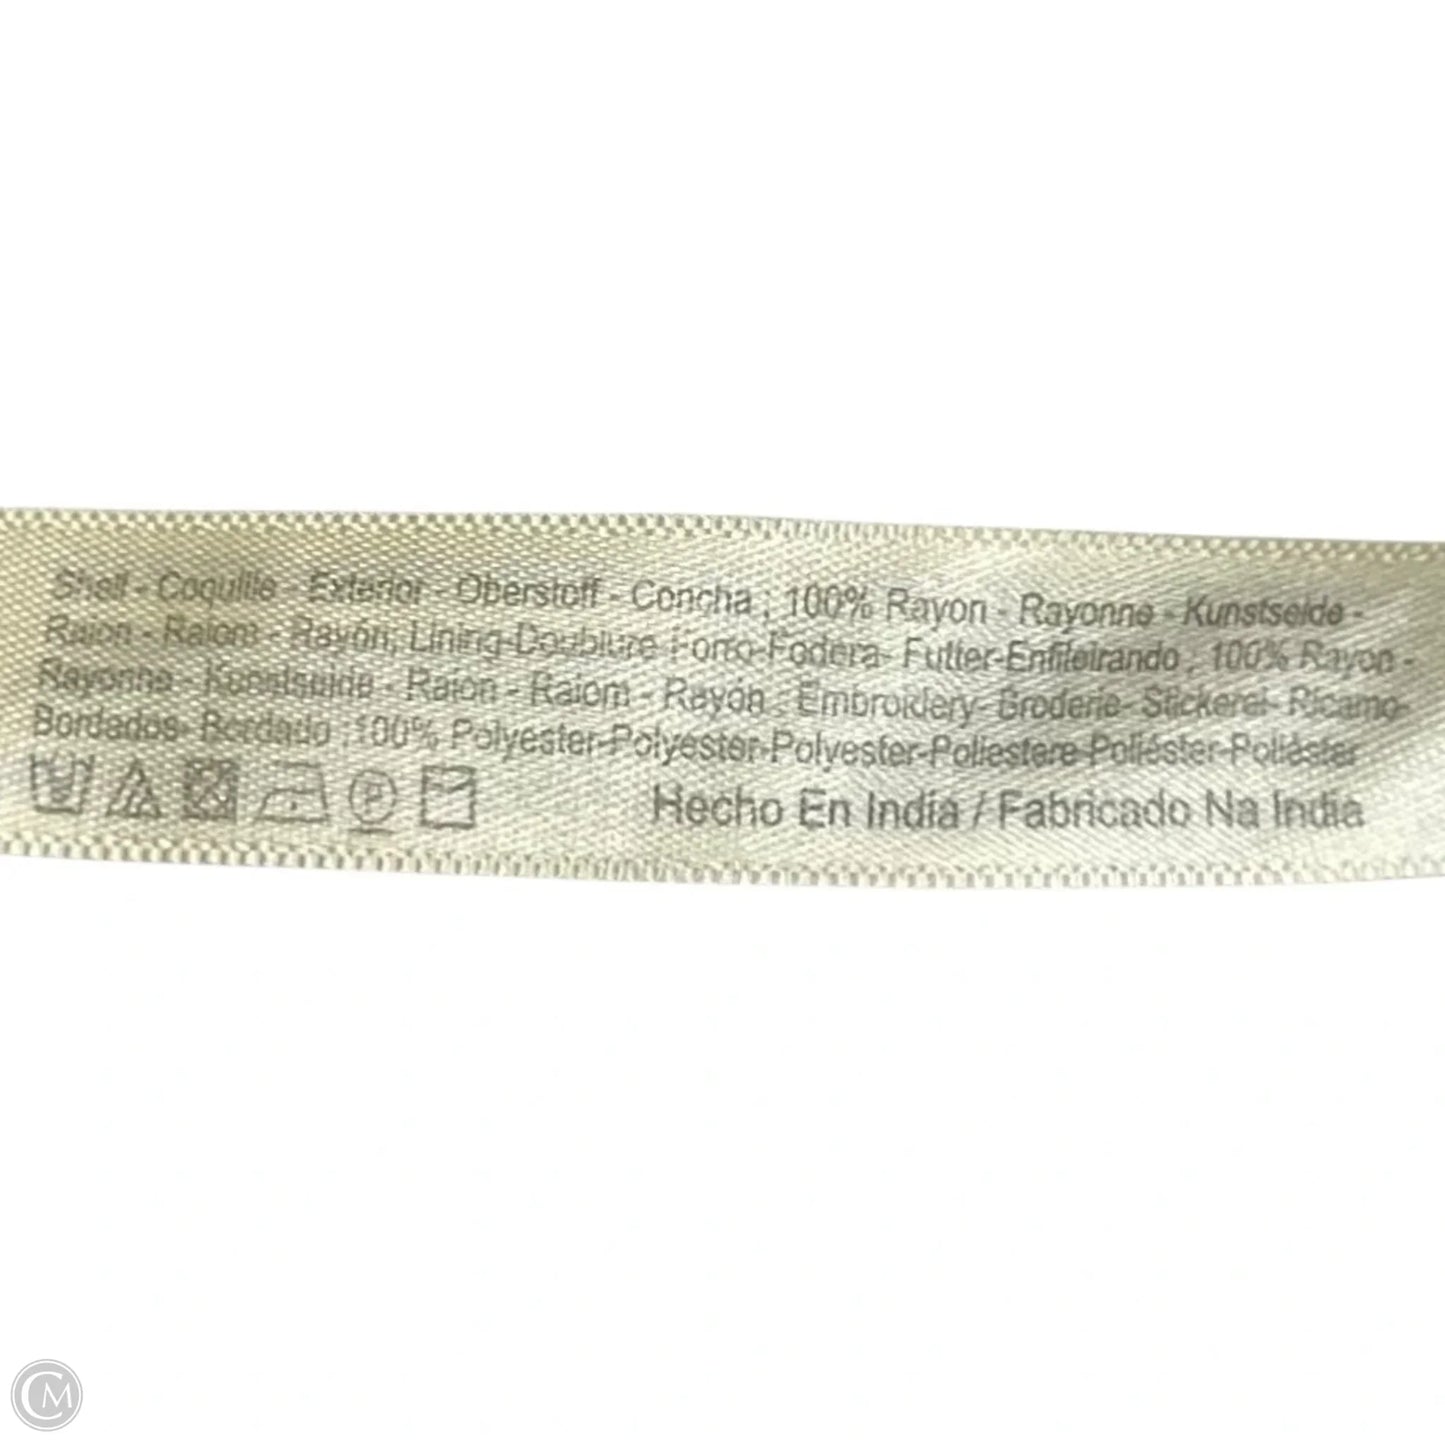 Shell - Coquille - Exterior - Oberstoff - Concha ; 100% Rayon - Rayonne - Kunstseide -
Raion - Raiom - Rayón; Lining-Doublure Forro-Fodera- Futter-Enfileirando , 100% Rayon -
Rayonne - Kunstseide - Raion - Raiom - Rayón ; Embroidery- Broderie- Stickerei- Ricamo-
Bordados- Bordado ;100% Polyester-Polyester-Polyester-Poliestere-Poliéster-Poliéster
P
Hecho En India / Fabricado Na India
CM